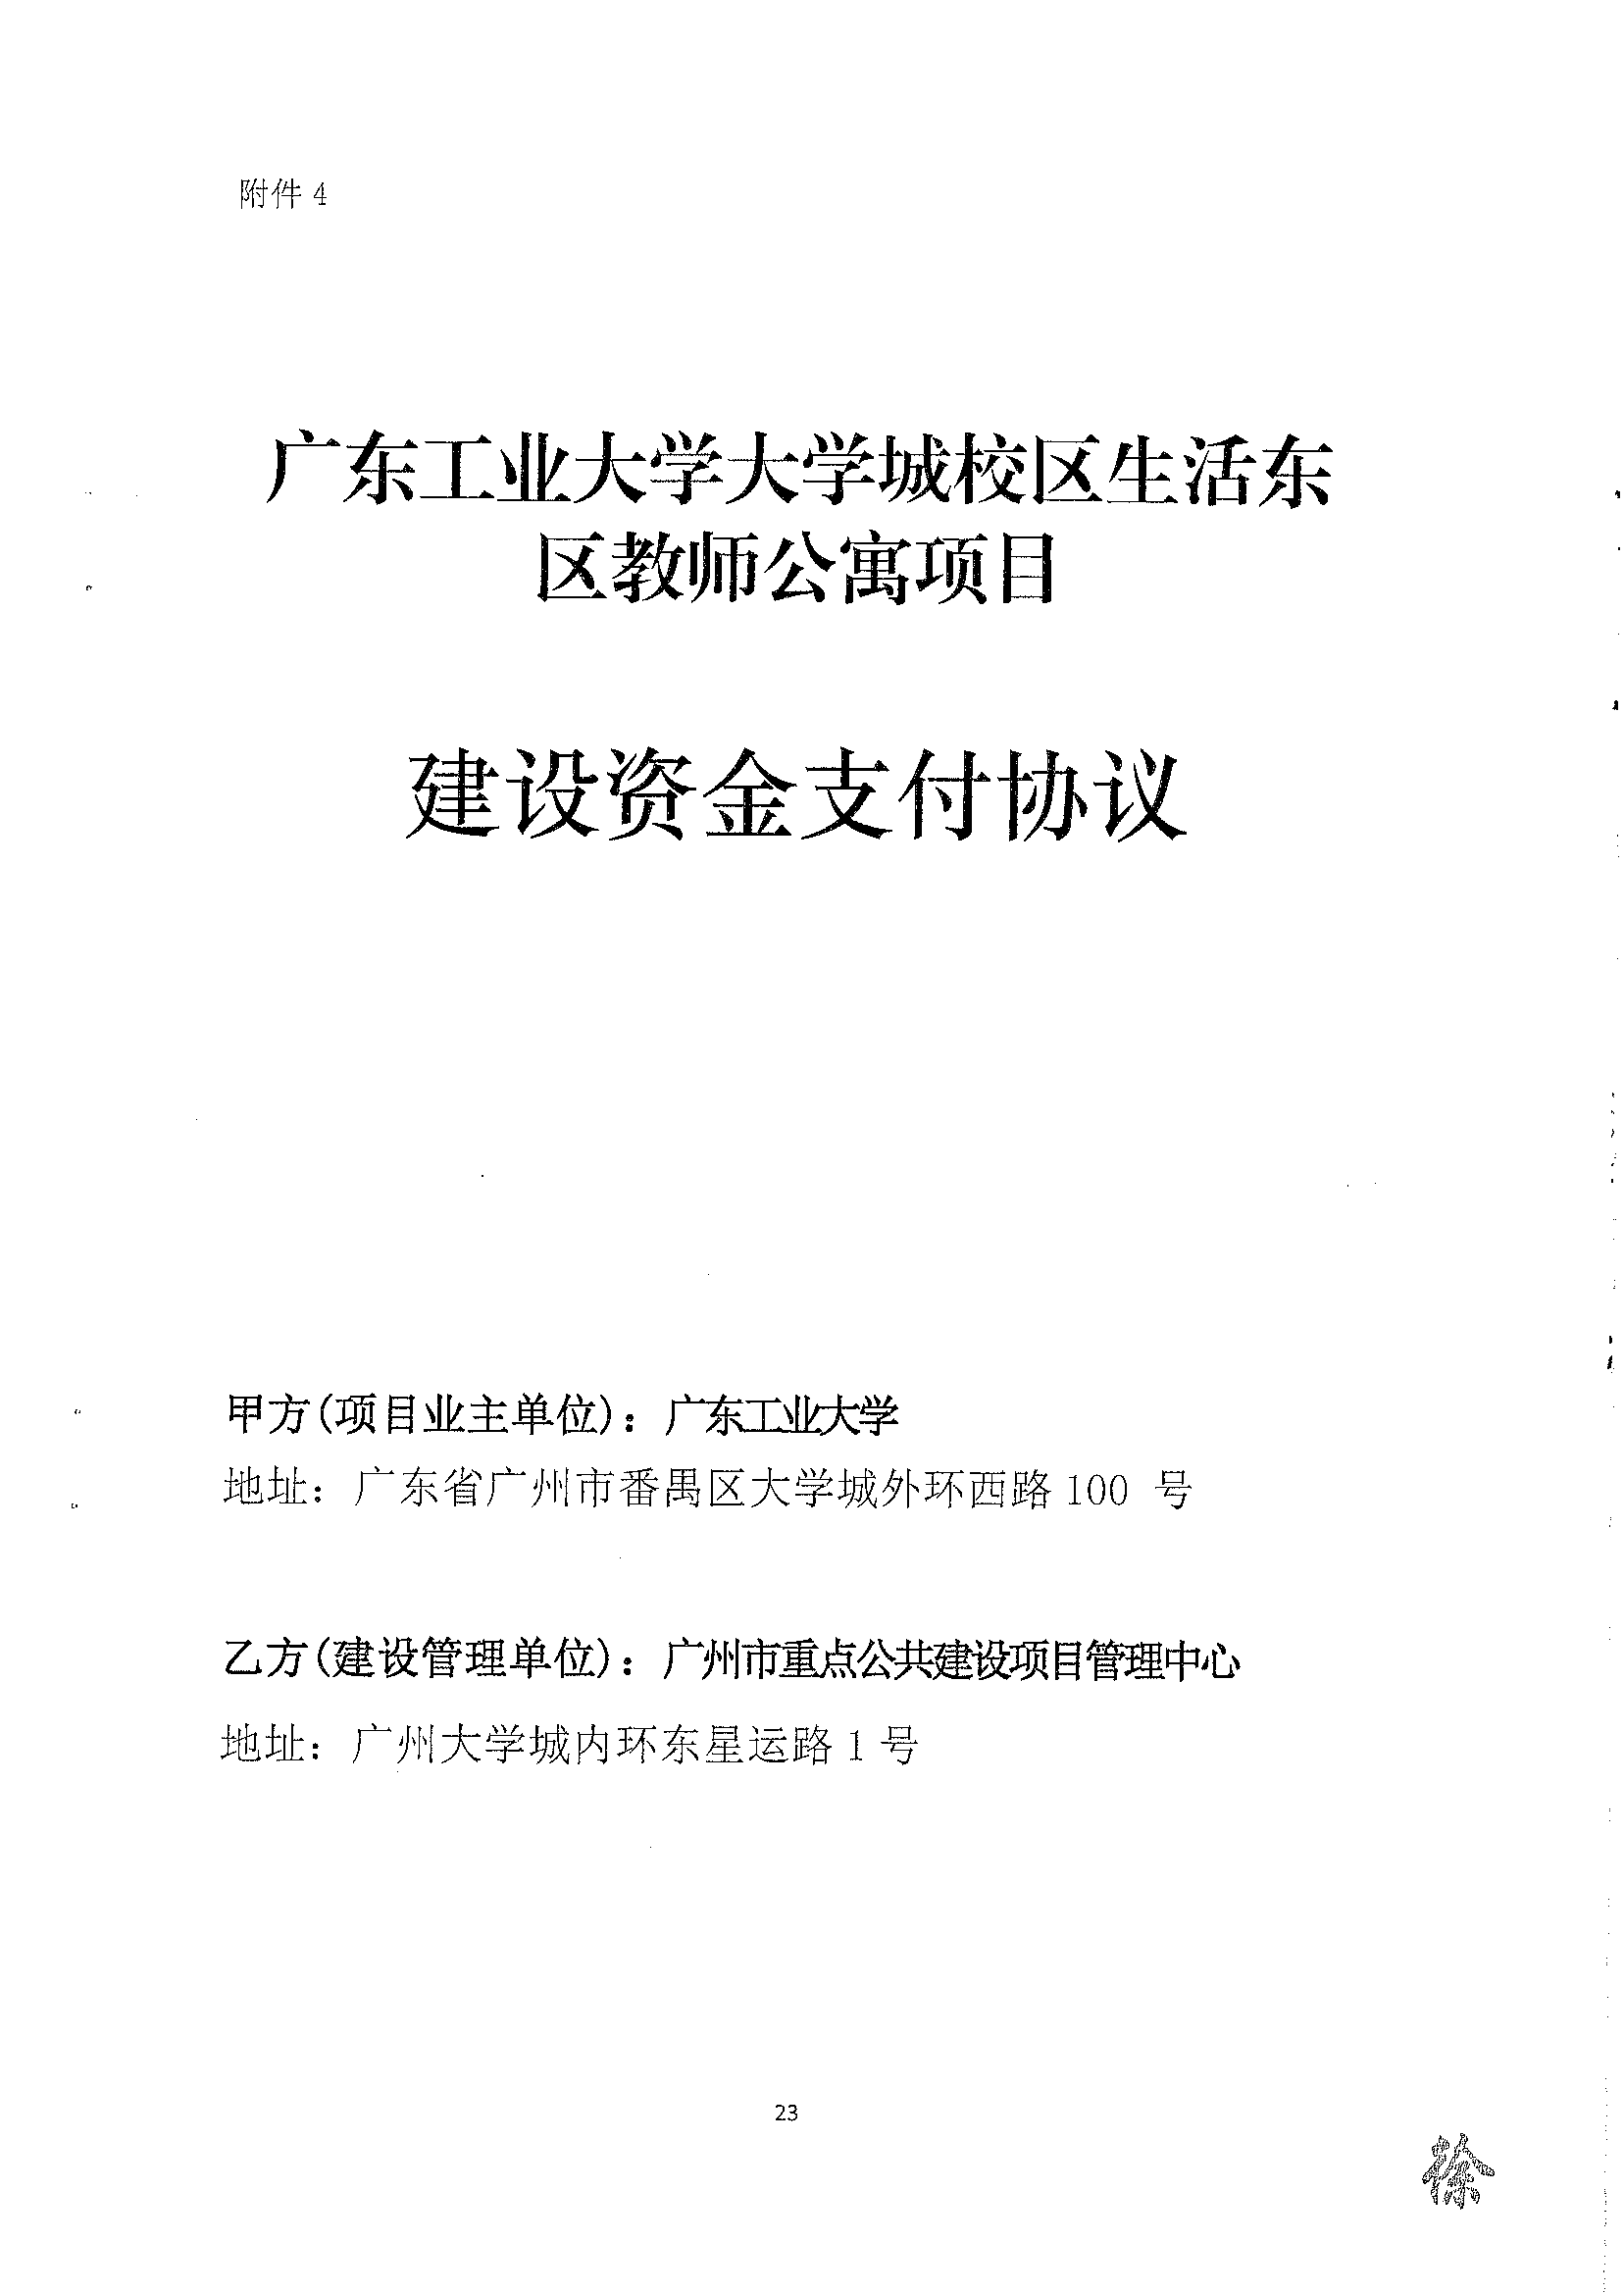 附件 4
广东工业大学大学城校区生活东
区教师公寓项目
建设资金支付协议
甲方(项目业主单位)：广东工业大学
地址：广东省广州市番禺区大学城外环西路 100 号
乙方(建设管理单位)：广州市重点公共建设项目管理中心
地址：广州大学城内环东星运路 1 号
23
徐